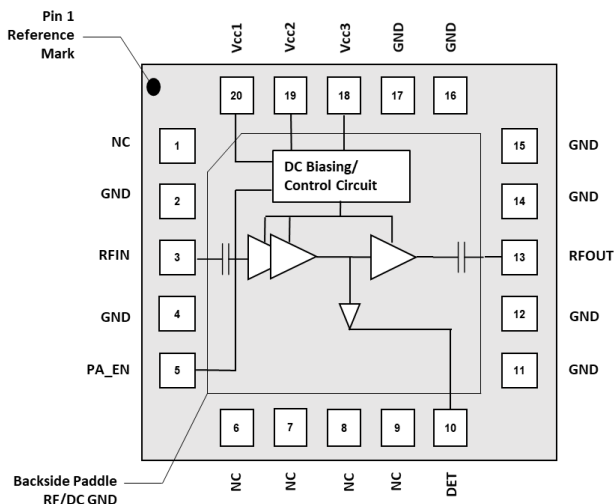 Pin 1
Reference
Mark
Vcc1
Vcc2
Vcc3
GND
GND
20
19
18
17
16
NC
1
15
GND
DC Biasing/
Control Circuit
GND
2
14
GND
RFIN
3
13
RFOUT
GND
4
12
GND
PA_EN
5
11
GND
6
7
8
9
10
NC
NC
NC
NC
DET
Backside Paddle
RF/DC GND